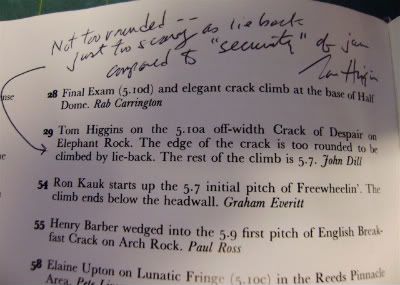 Not too rounded --
just too scary as lieback
compared to "security" of jam
Tom Higgins
28 Final Exam (5.10d) and elegant crack climb at the base of Half
Dome. Rab Carrington
29 Tom Higgins on the 5.10a off-width Crack of Despair on
Elephant Rock. The edge of the crack is too rounded to be
climbed by lie-back. The rest of the climb is 5.7. John Dill
54 Ron Kauk starts up the 5.7 initial pitch of Freewheelin'. The
climb ends below the headwall. Graham Everitt
55 Henry Barber wedged into the 5.9 first pitch of English Break-
fast Crack on Arch Rock. Paul Ross
58 Elaine Upton on Lunatic Fringe (5.10c) in the Reeds Pinnacle
Area.